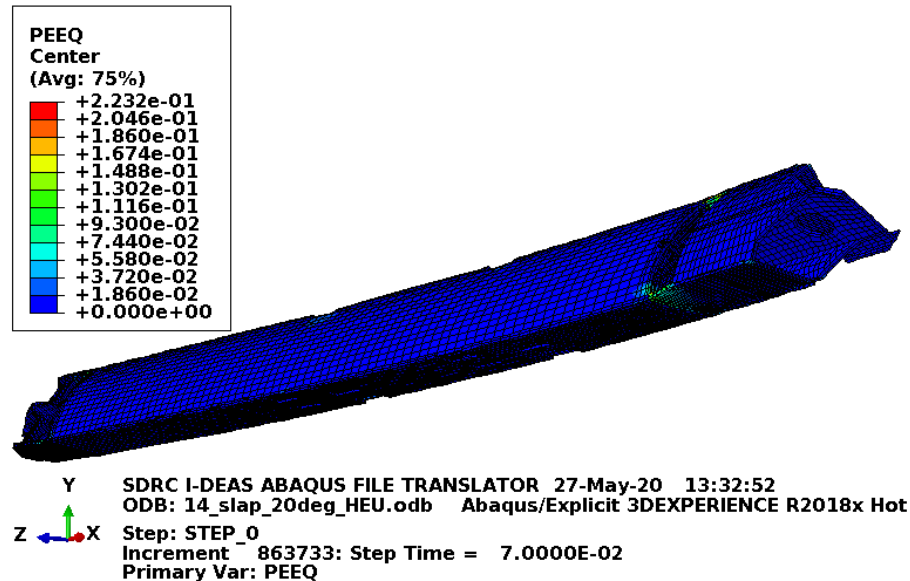 PEEQ
Center
(Avg: 75%)
+2.232e-01
+2.046e-01
+1.860e-01
+1.674e-01
+1.488e-01
+1.302e-01
+1.116e-01
+9.300e-02
+7.440e-02
+5.580e-02
+3.720e-02
+1.860e-02
+0.000e+00
Y
Z X
SDRC I-DEAS ABAQUS FILE TRANSLATOR 27-May-20 13:32:52
ODB: 14_slap_20deg_HEU.odb Abaqus/Explicit 3DEXPERIENCE R2018x Hot
Step: STEP_0
Increment 863733: Step Time = 7.0000E-02
Primary Var: PEEQ